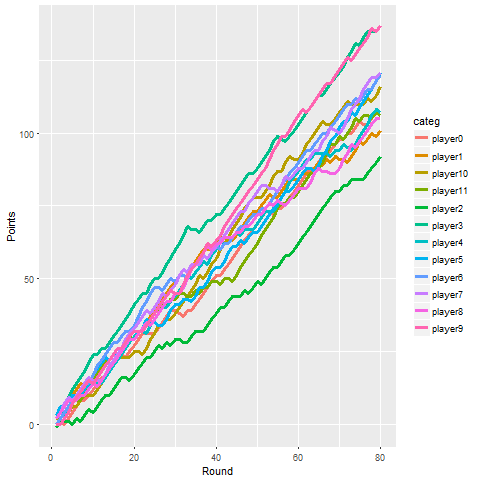 100
50
0
0
20
40
60
80
Round
Points
categ
player0
player1
player10
player11
player2
player3
player4
player5
player6
player7
player8
player9